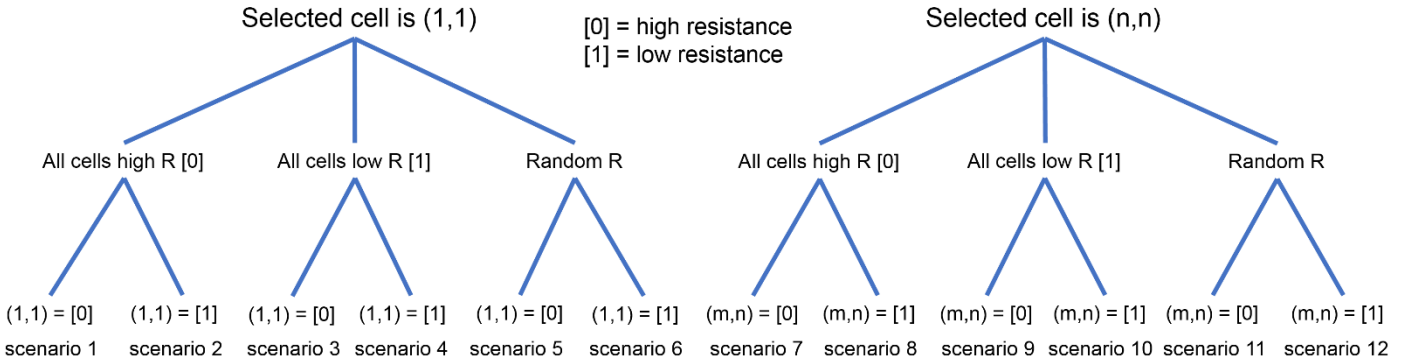 Selected cell is (1,1)
[0] = high resistance
[1] = low resistance
Selected cell is (n,n)
All cells high R [0]
All cells low R [1]
Random R
All cells high R [0]
All cells low R [1]
Random R
(1,1) = [0]
(1,1) = [1]
(1,1) = [0]
(1,1) = [1]
(1,1) = [0]
(1,1) = [1]
(m,n) = [0]
(m,n) = [1]
(m,n) = [0]
(m,n) = [1]
(m,n) = [0]
(m,n) = [1]
scenario 1
scenario 2
scenario 3
scenario 4
scenario 5
scenario 6
scenario 7
scenario 8
scenario 9
scenario 10
scenario 11
scenario 12